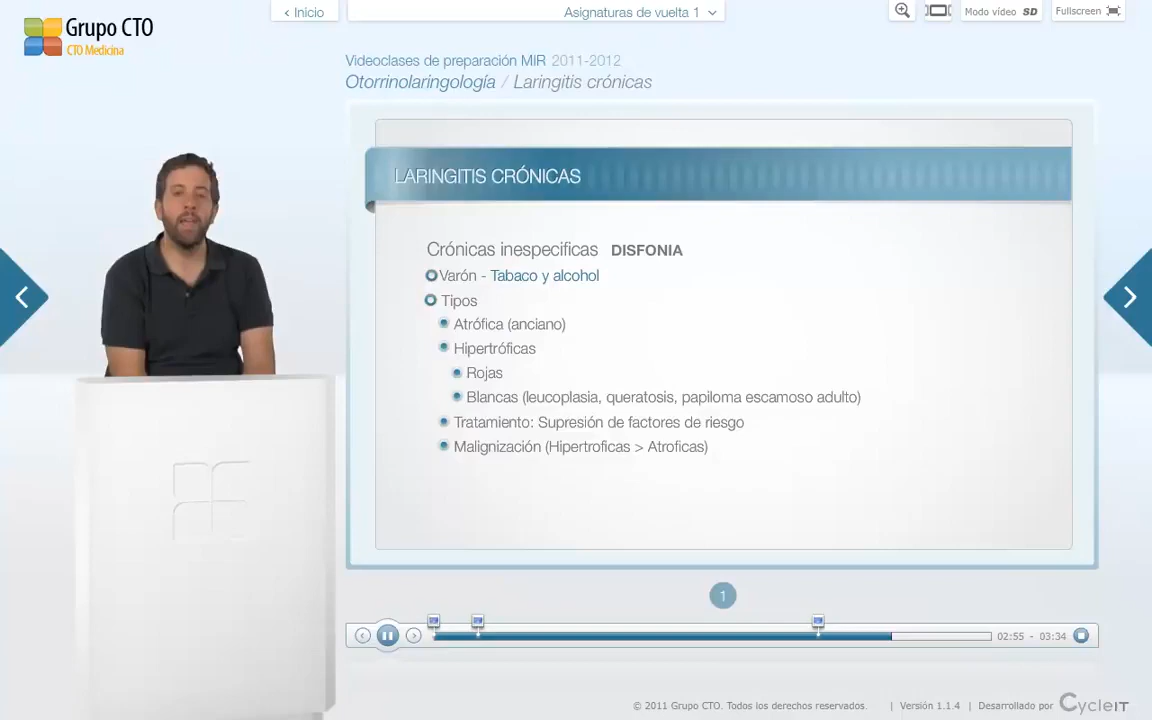 Grupo CTO
CTO Medicina
‹ Inicio
Asignaturas de vuelta 1
Modo vídeo SD
Fullscreen
Videoclases de preparación MIR 2011-2012
Otorrinolaringología / Laringitis crónicas
LARINGITIS CRÓNICAS
Crónicas inespecificas DISFONIA
Varón - Tabaco y alcohol
Tipos
Atrófica (anciano)
Hipertróficas
Rojas
Blancas (leucoplasia, queratosis, papiloma escamoso adulto)
Tratamiento: Supresión de factores de riesgo
Malignización (Hipertroficas > Atroficas)
1
02:55 - 03:34
© 2011 Grupo CTO. Todos los derechos reservados. | Versión 1.1.4 | Desarrollado por CycleIT